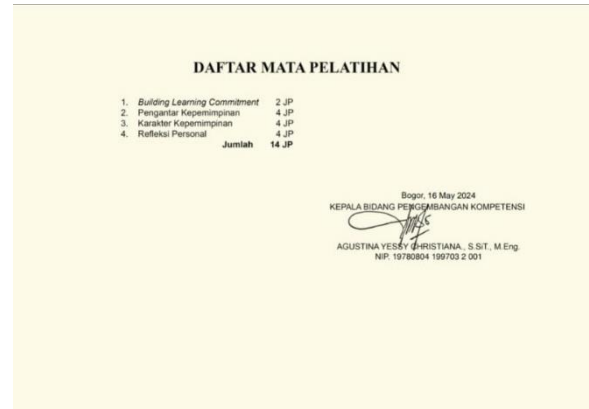 DAFTAR MATA PELATIHAN
1. Building Learning Commitment 2 JP
2. Pengantar Kepemimpinan 4 JP
3. Karakter Kepemimpinan 4 JP
4. Refleksi Personal 4 JP
Jumlah 14 JP
Bogor, 16 May 2024
KEPALA BIDANG PENGEMBANGAN KOMPETENSI
AGUSTINA YESSY CHRISTIANA., S.SiT., M.Eng.
NIP. 19780804 199703 2 001